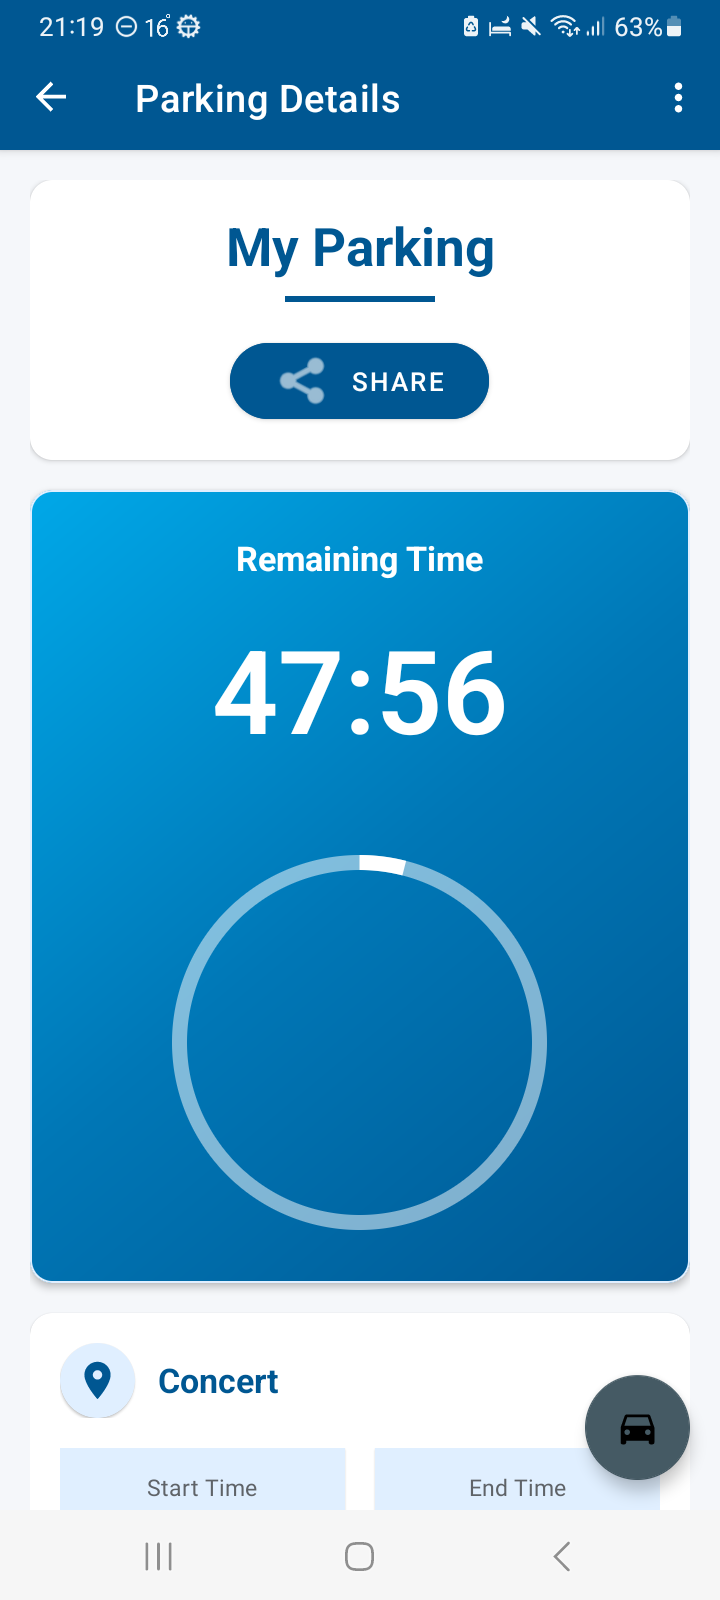 21:19 16° 63%
Parking Details
My Parking
SHARE
Remaining Time
47:56
Concert
Start Time End Time